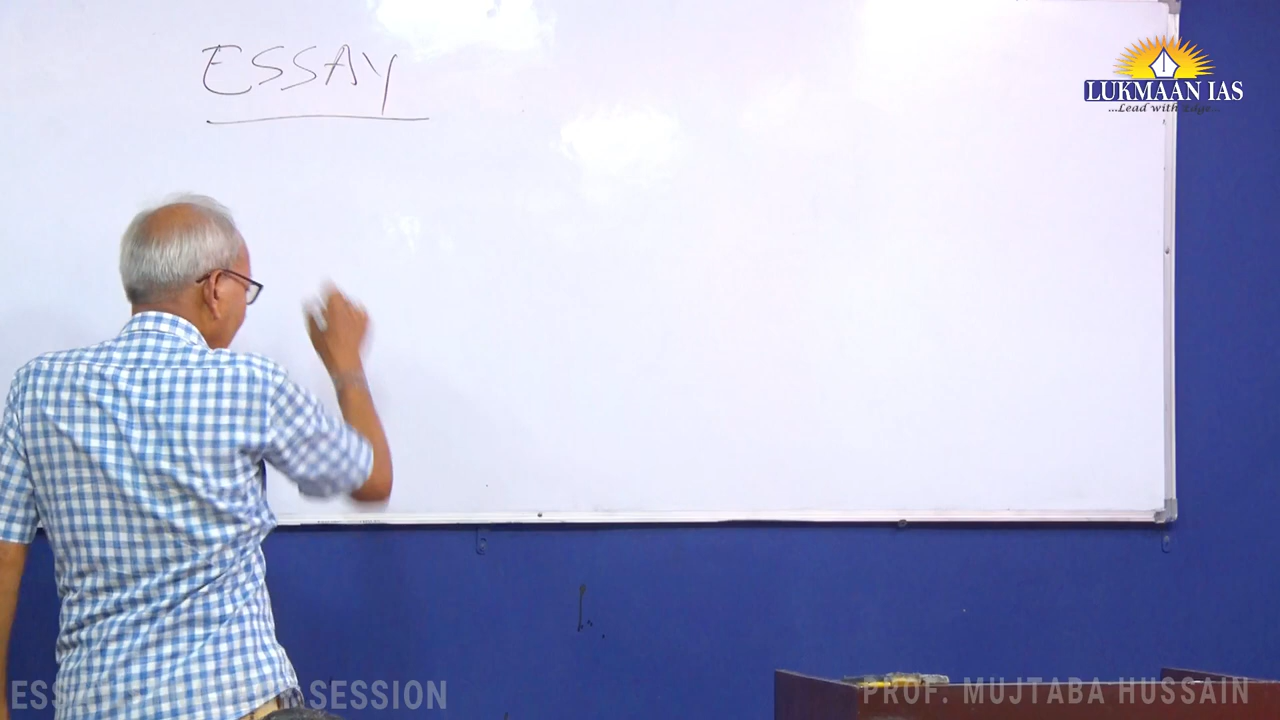 ESSAY
LUKMAAN IAS
...Lead with Edge...
SESSION
PROF. MUJTABA HUSSAIN